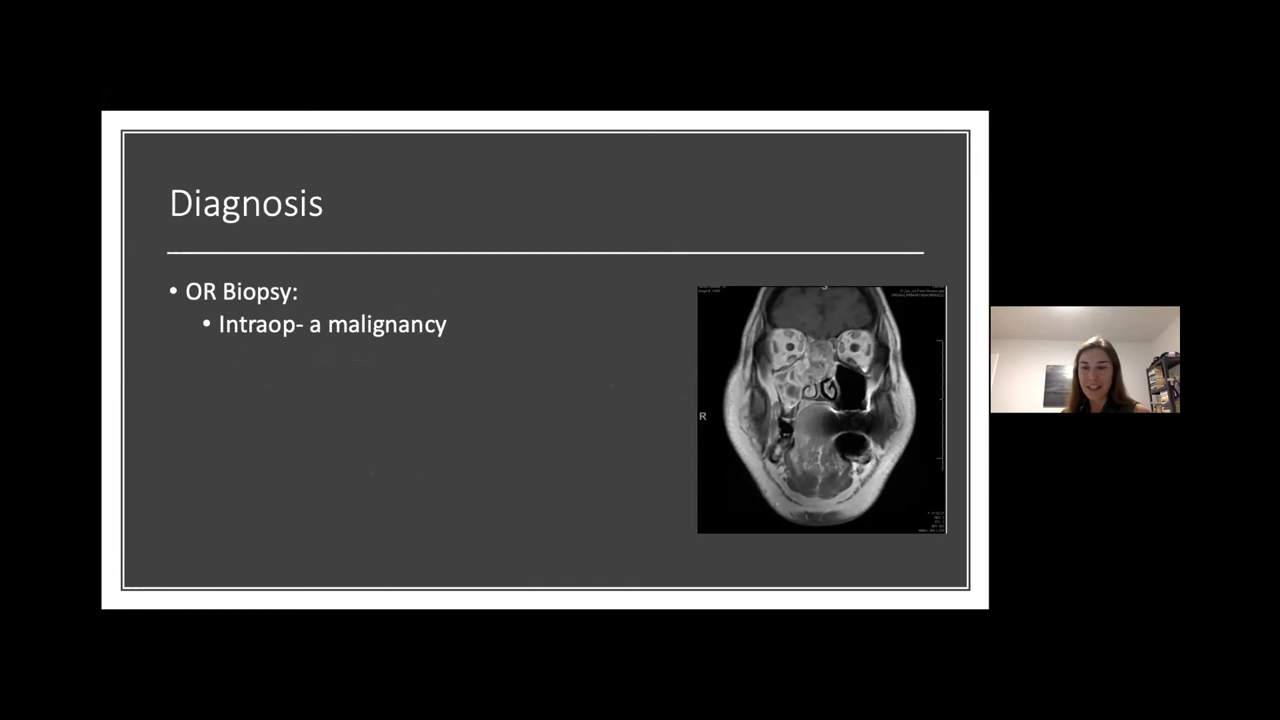 Diagnosis
• OR Biopsy:
• Intraop- a malignancy
R